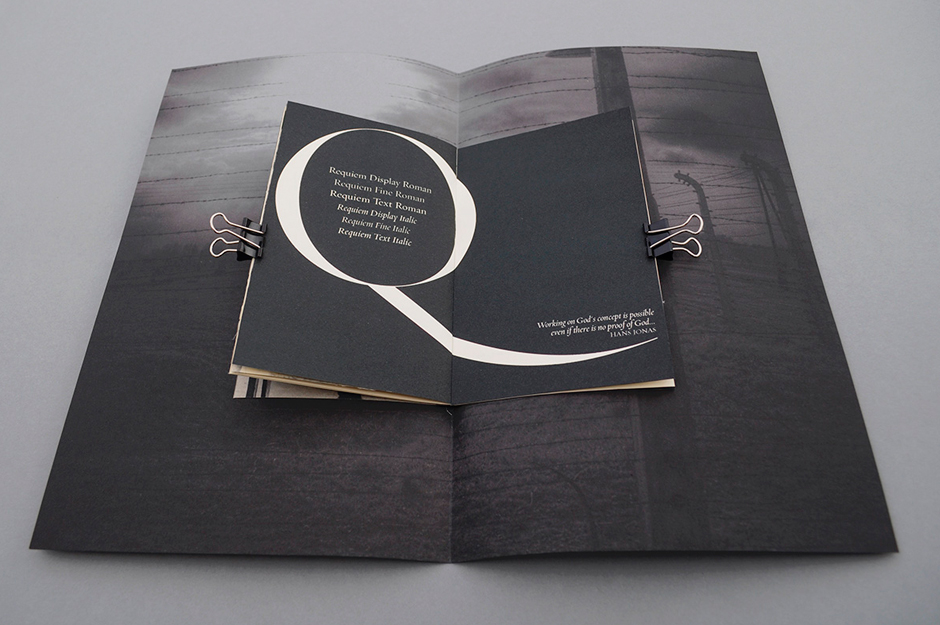 Q
Requiem Display Roman
Requiem Fine Roman
Requiem Text Roman
Requiem Display Italic
Requiem Fine Italic
Requiem Text Italic
Working on God's concept is possible
even if there is no proof of God...
HANS JONAS